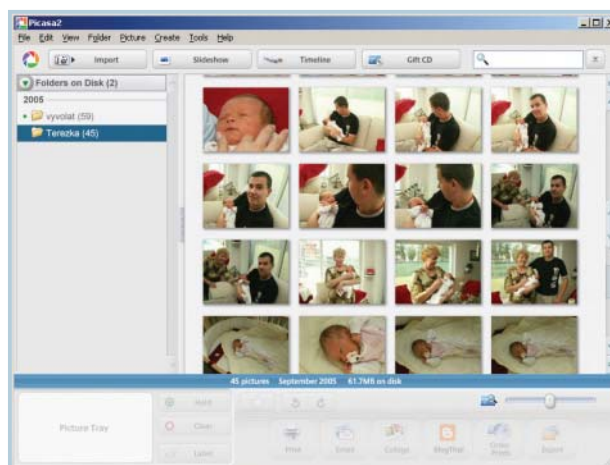 Picasa2
File Edit View Folder Picture Create Tools Help
Import Slideshow Timeline Gift CD
Folders on Disk (2)
2005
vyvolat (59)
Terezka (45)
45 pictures September 2005 61.7MB on disk
Picture Tray
Hold
Clear
Label
Print Email Collage BlogThis! Order Prints Export